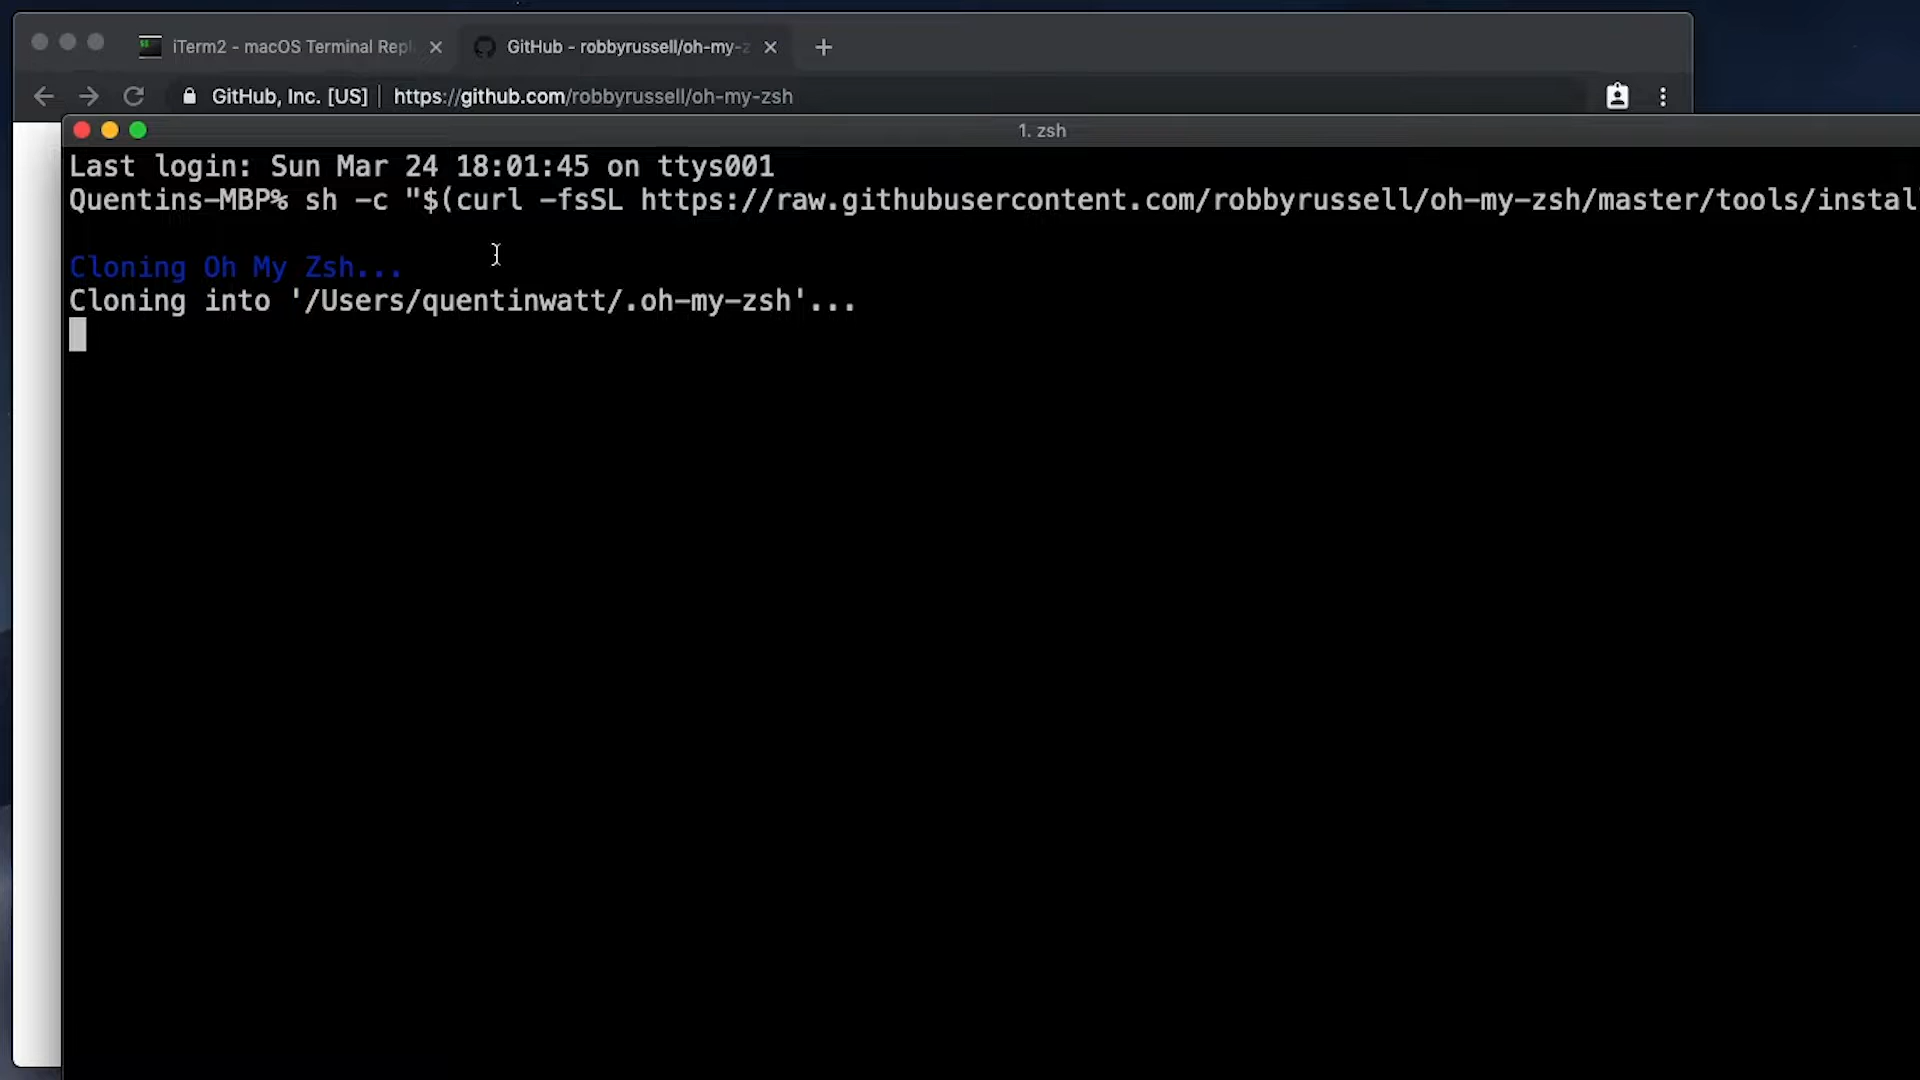 iTerm2 - macOS Terminal Repl
GitHub - robbyrussell/oh-my-z
GitHub, Inc. [US] | https://github.com/robbyrussell/oh-my-zsh
1. zsh
Last login: Sun Mar 24 18:01:45 on ttys001
Quentins-MBP% sh -c "$(curl -fsSL https://raw.githubusercontent.com/robbyrussell/oh-my-zsh/master/tools/instal
Cloning Oh My Zsh...
Cloning into '/Users/quentinwatt/.oh-my-zsh'...